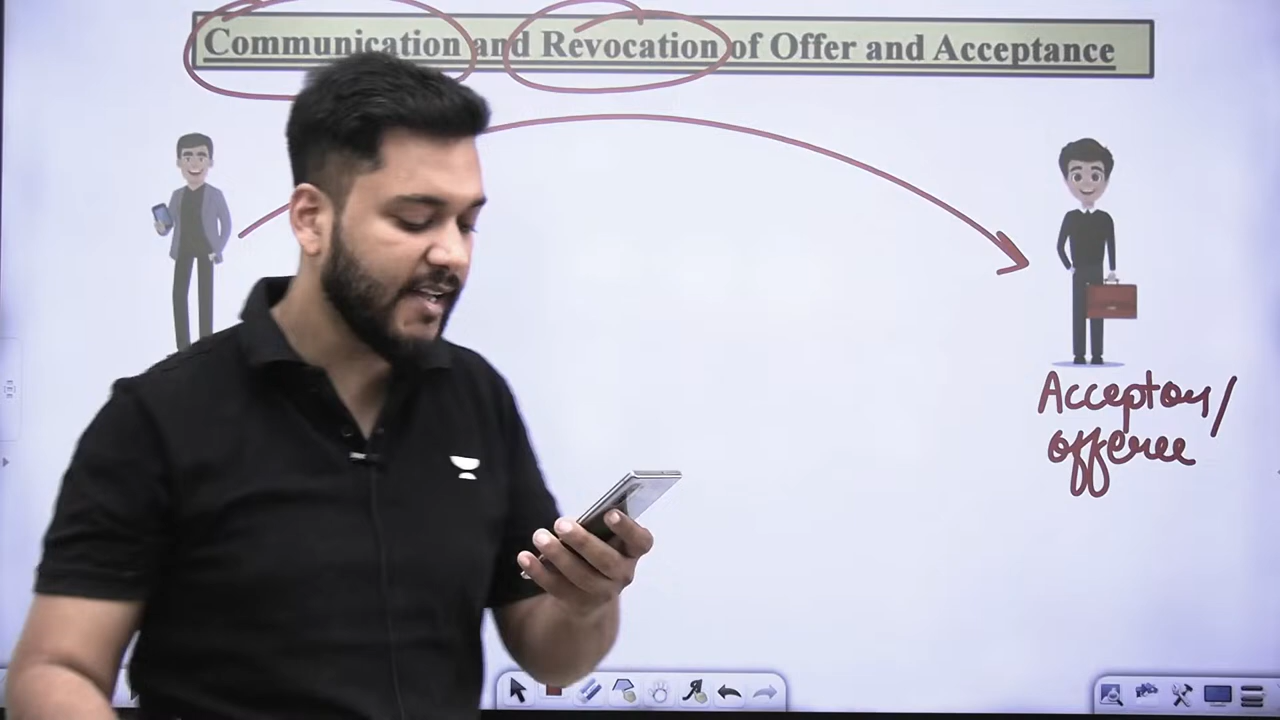 Communication and Revocation of Offer and Acceptance
Acceptor/
offeree